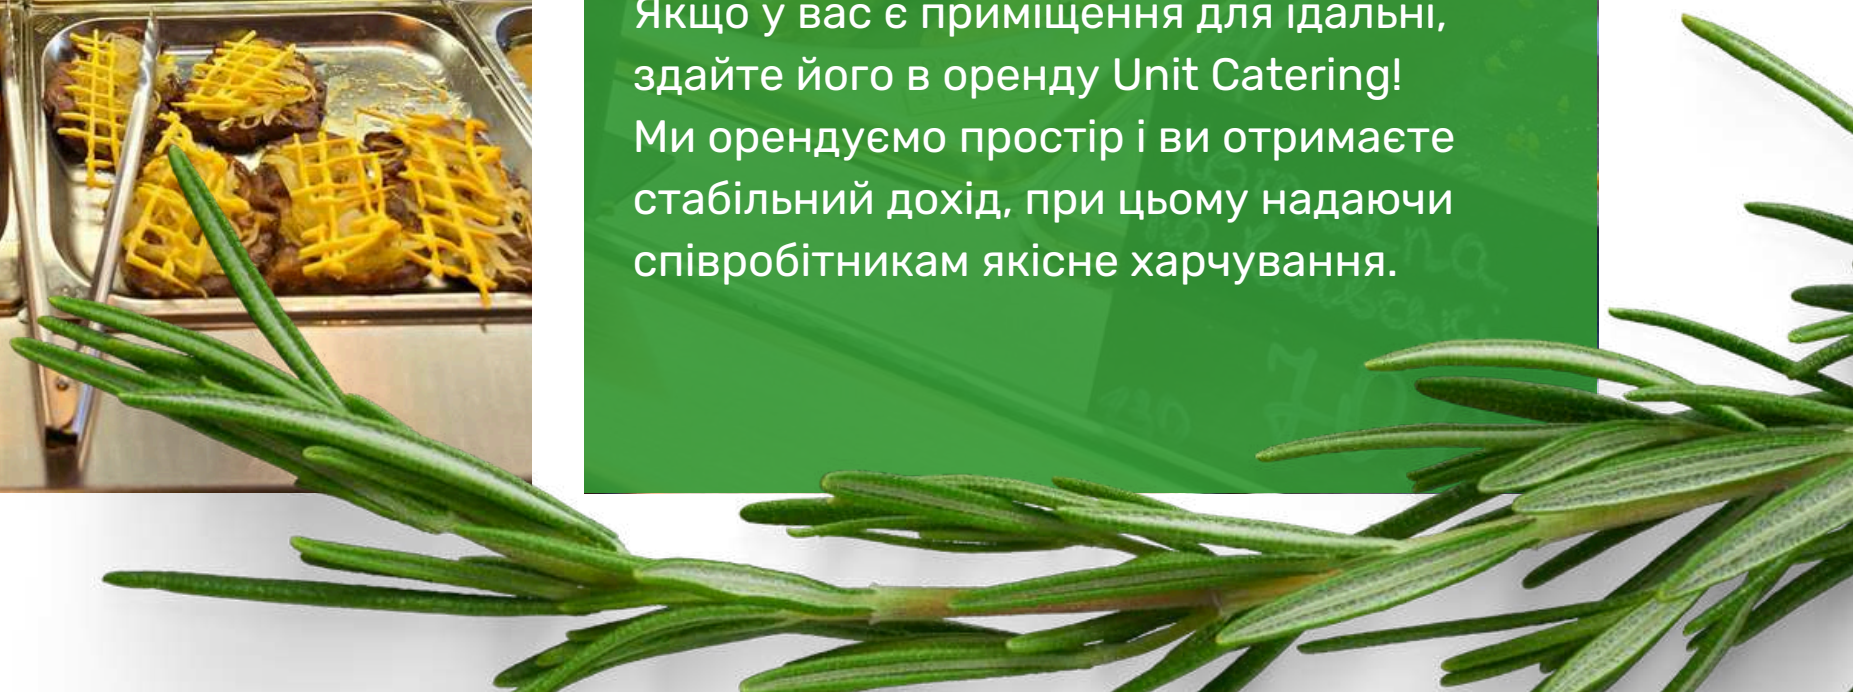 Якщо у вас є приміщення для їдальні,
здайте його в оренду Unit Catering!
Ми орендуємо простір і ви отримаєте
стабільний дохід, при цьому надаючи
співробітникам якісне харчування.